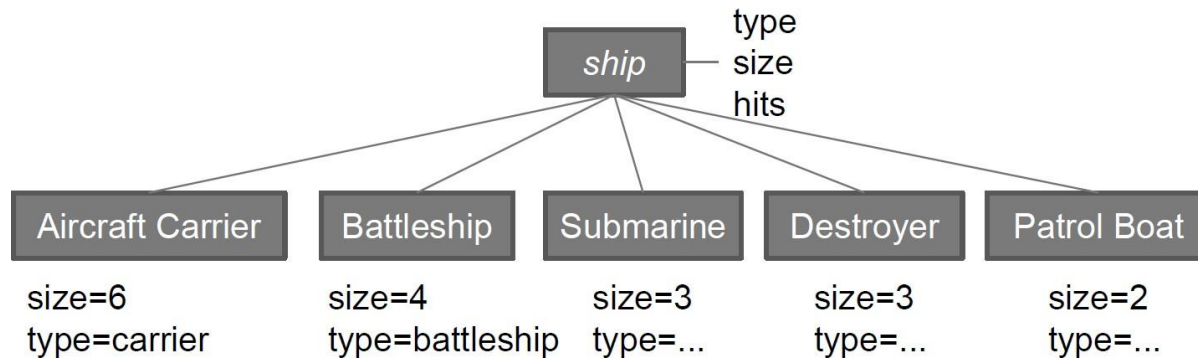 type
ship
size
hits
Aircraft Carrier
Battleship
Submarine
Destroyer
Patrol Boat
size=6
type=carrier
size=4
type=battleship
size=3
type=...
size=3
type=...
size=2
type=...